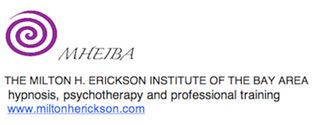 MHEIBA
THE MILTON H. ERICKSON INSTITUTE OF THE BAY AREA
hypnosis, psychotherapy and professional training
www.miltonherickson.com